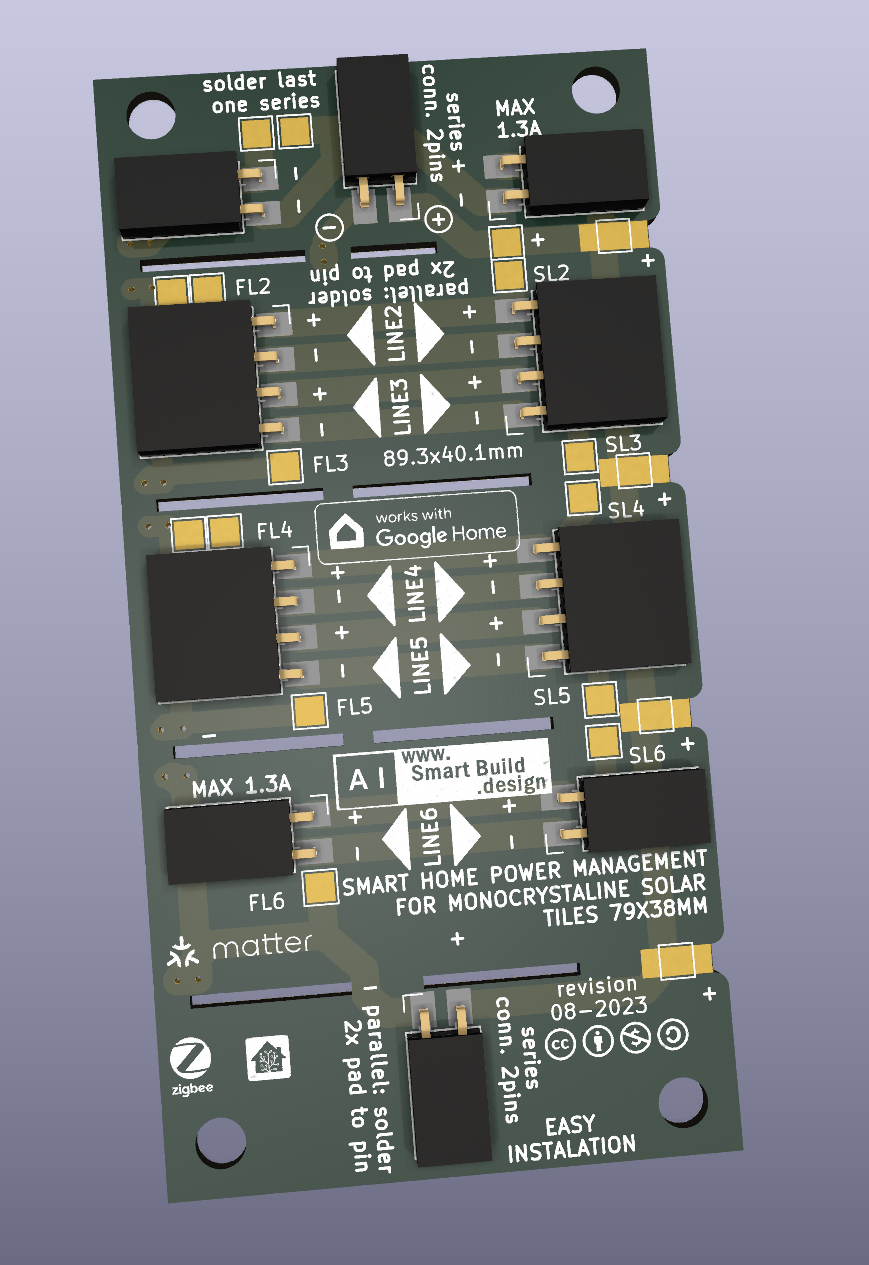 solder last
one series
conn. 2pins
series +
−
MAX
1.3A
−
−
−
+
+
SL2
+
FL2
parallel: solder
2x pad to pin
+
−
+
−
LINE2
LINE3
+
−
+
−
FL3
89.3x40.1mm
SL3
SL4
+
FL4
works with
Google Home
+
−
+
−
LINE4
LINE5
+
−
+
−
FL5
SL5
−
SL6
+
MAX 1.3A
AI
www.
Smart Build
.design
+
−
LINE6
+
−
FL6
SMART HOME POWER MANAGEMENT
FOR MONOCRYSTALINE SOLAR
TILES 79X38MM
matter
+
− parallel: solder
2x pad to pin
series
conn. 2pins
revision
08-2023
+
cc
Z
zigbee
EASY
INSTALATION